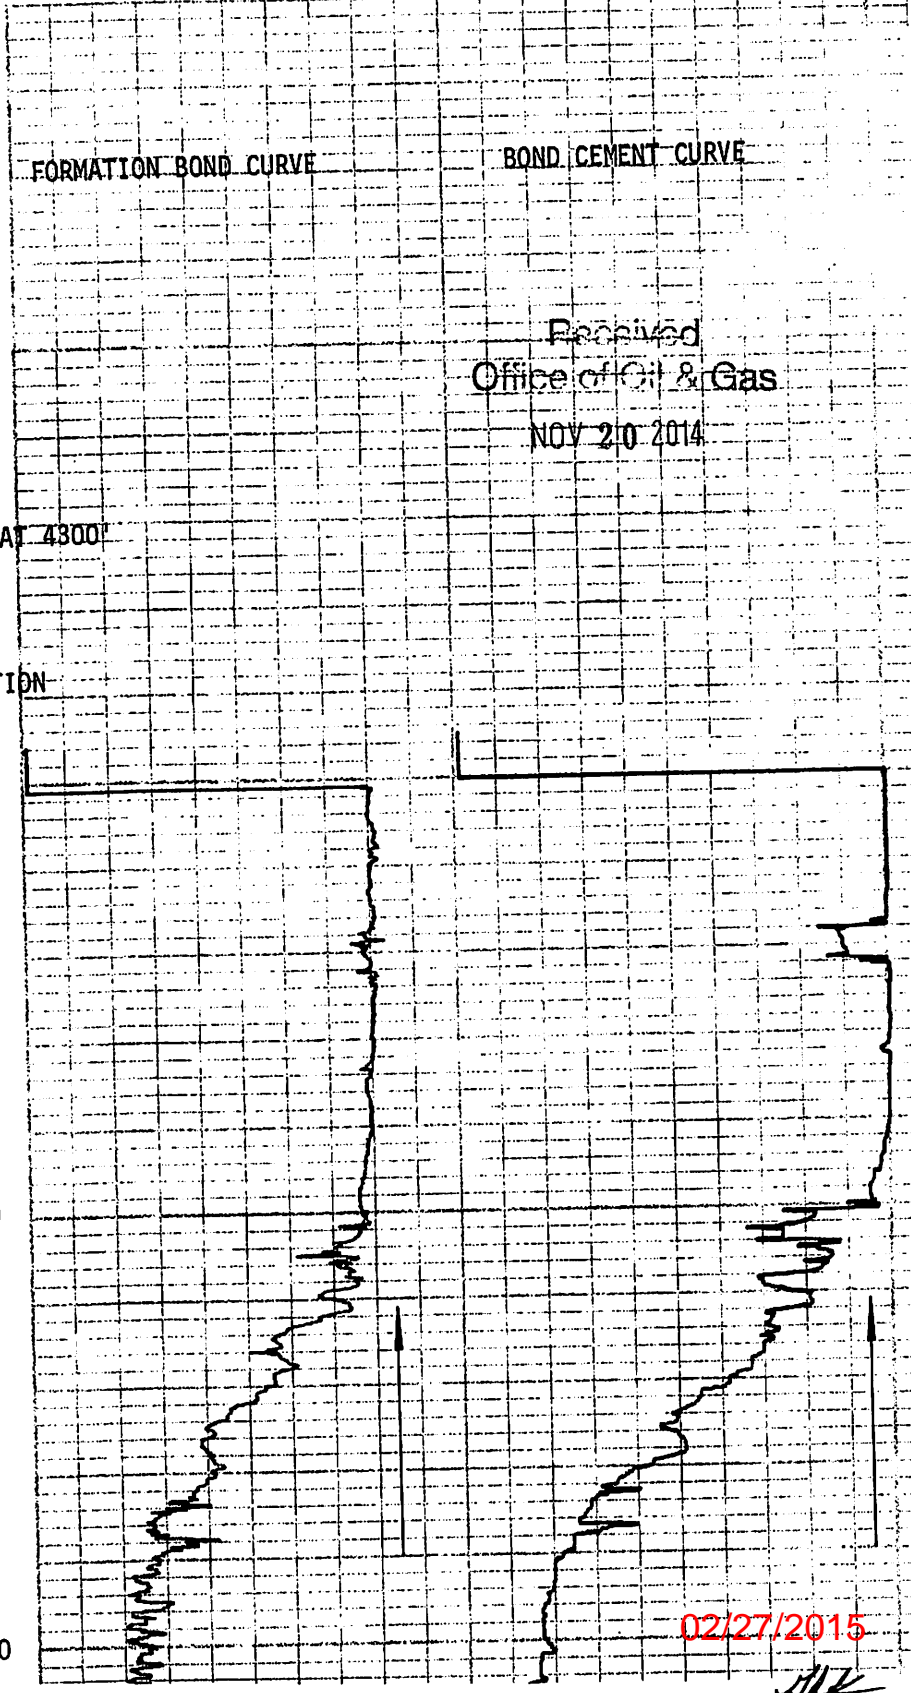 FORMATION BOND CURVE
BOND CEMENT CURVE
Received
Office of Oil & Gas
NOV 20 2014
AT 4300'
TION
0
02/27/2015